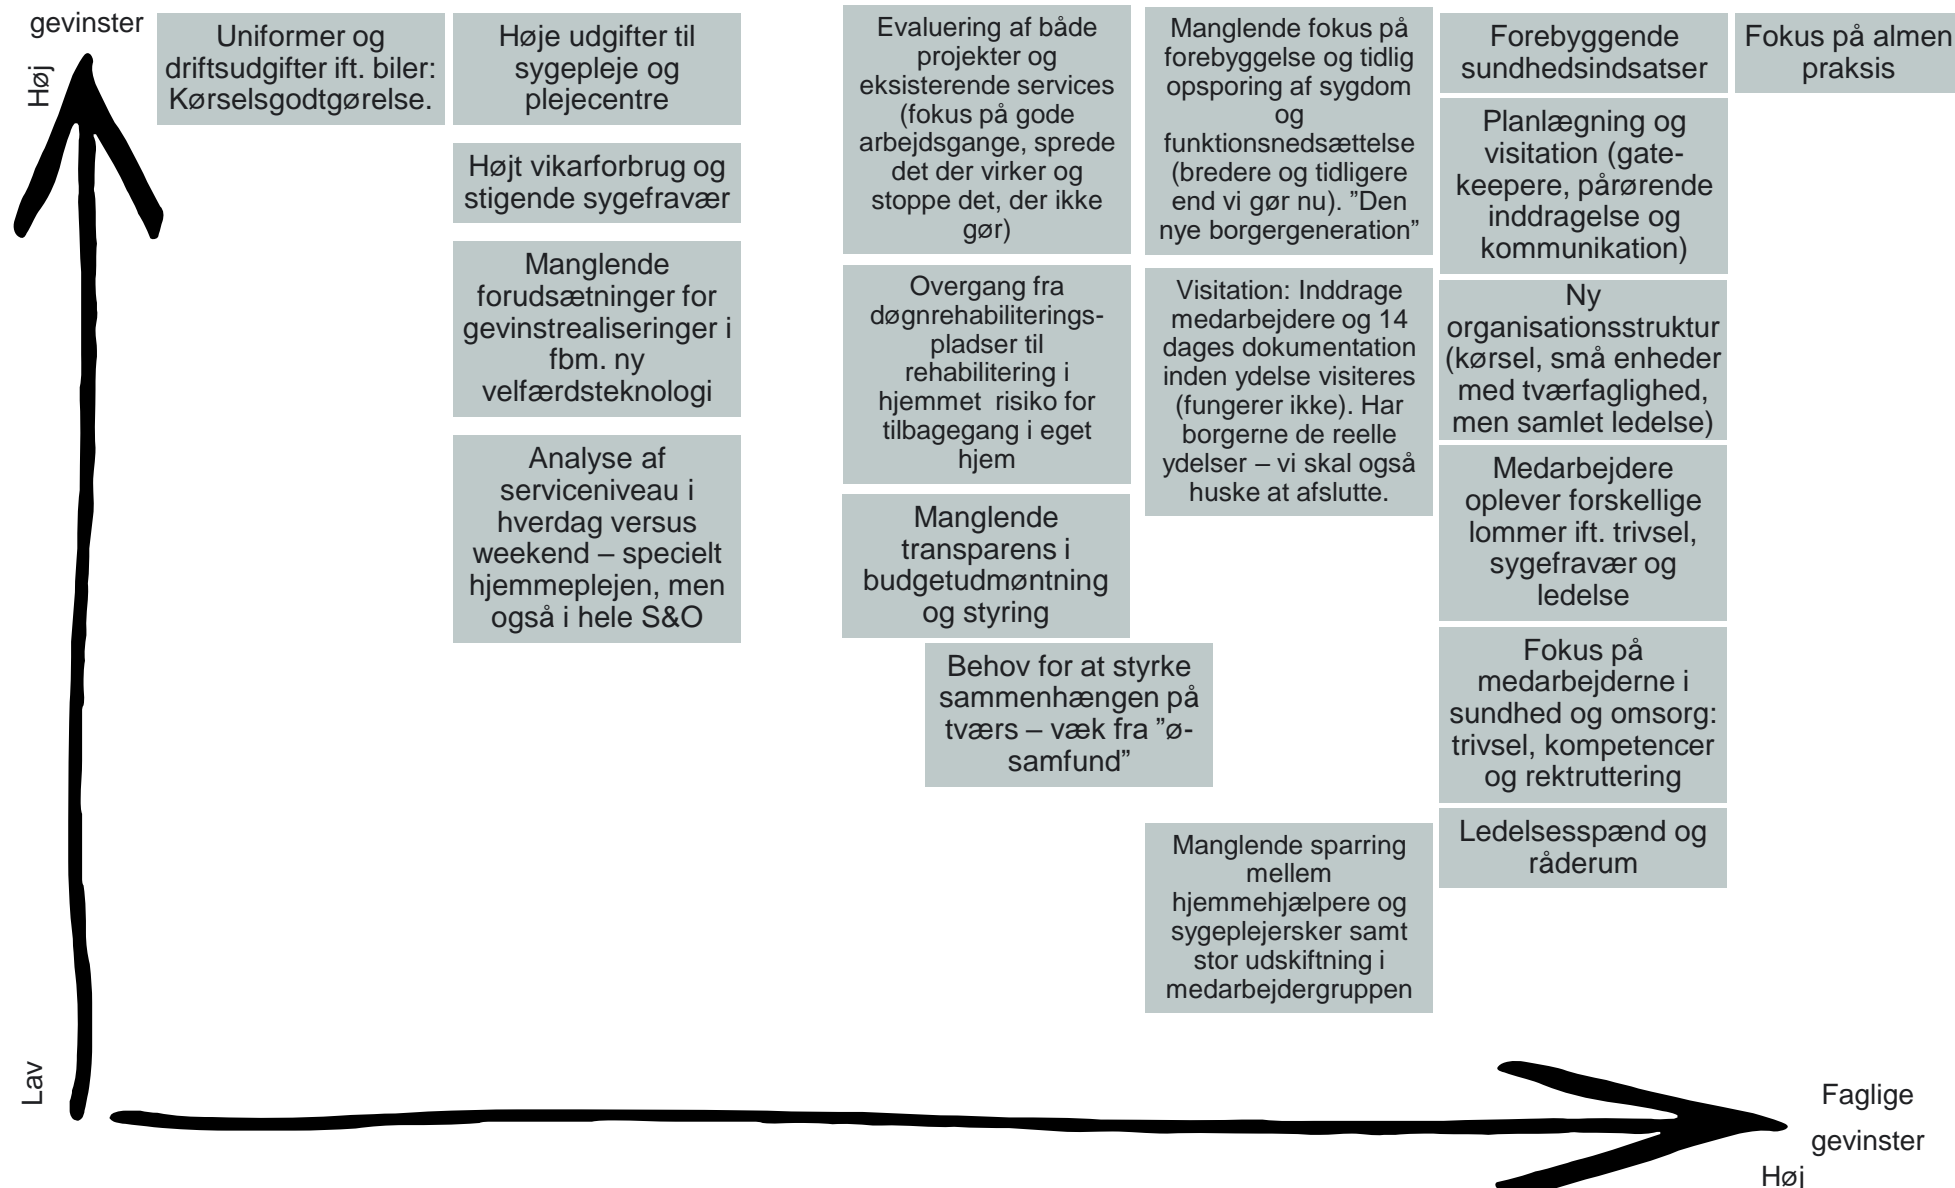 gevinster
Høj
Uniformer og
driftsudgifter ift. biler:
Kørselsgodtgørelse.
Høje udgifter til
sygepleje og
plejecentre
Højt vikarforbrug og
stigende sygefravær
Manglende
forudsætninger for
gevinstrealiseringer i
fbm. ny
velfærdsteknologi
Analyse af
serviceniveau i
hverdag versus
weekend – specielt
hjemmeplejen, men
også i hele S&O
Evaluering af både
projekter og
eksisterende services
(fokus på gode
arbejdsgange, sprede
det der virker og
stoppe det, der ikke
gør)
Overgang fra
døgnrehabiliterings-
pladser til
rehabilitering i
hjemmet  risiko for
tilbagegang i eget
hjem
Manglende
transparens i
budgetudmøntning
og styring
Behov for at styrke
sammenhængen på
tværs – væk fra ”ø-
samfund”
Manglende fokus på
forebyggelse og tidlig
opsporing af sygdom
og
funktionsnedsættelse
(bredere og tidligere
end vi gør nu). ”Den
nye borgergeneration”
Visitation: Inddrage
medarbejdere og 14
dages dokumentation
inden ydelse visiteres
(fungerer ikke). Har
borgerne de reelle
ydelser – vi skal også
huske at afslutte.
Manglende sparring
mellem
hjemmehjælpere og
sygeplejersker samt
stor udskiftning i
medarbejdergruppen
Forebyggende
sundhedsindsatser
Planlægning og
visitation (gate-
keepere, pårørende
inddragelse og
kommunikation)
Ny
organisationsstruktur
(kørsel, små enheder
med tværfaglighed,
men samlet ledelse)
Medarbejdere
oplever forskellige
lommer ift. trivsel,
sygefravær og
ledelse
Fokus på
medarbejderne i
sundhed og omsorg:
trivsel, kompetencer
og rektruttering
Ledelsesspænd og
råderum
Fokus på almen
praksis
Lav
Faglige
gevinster
Høj